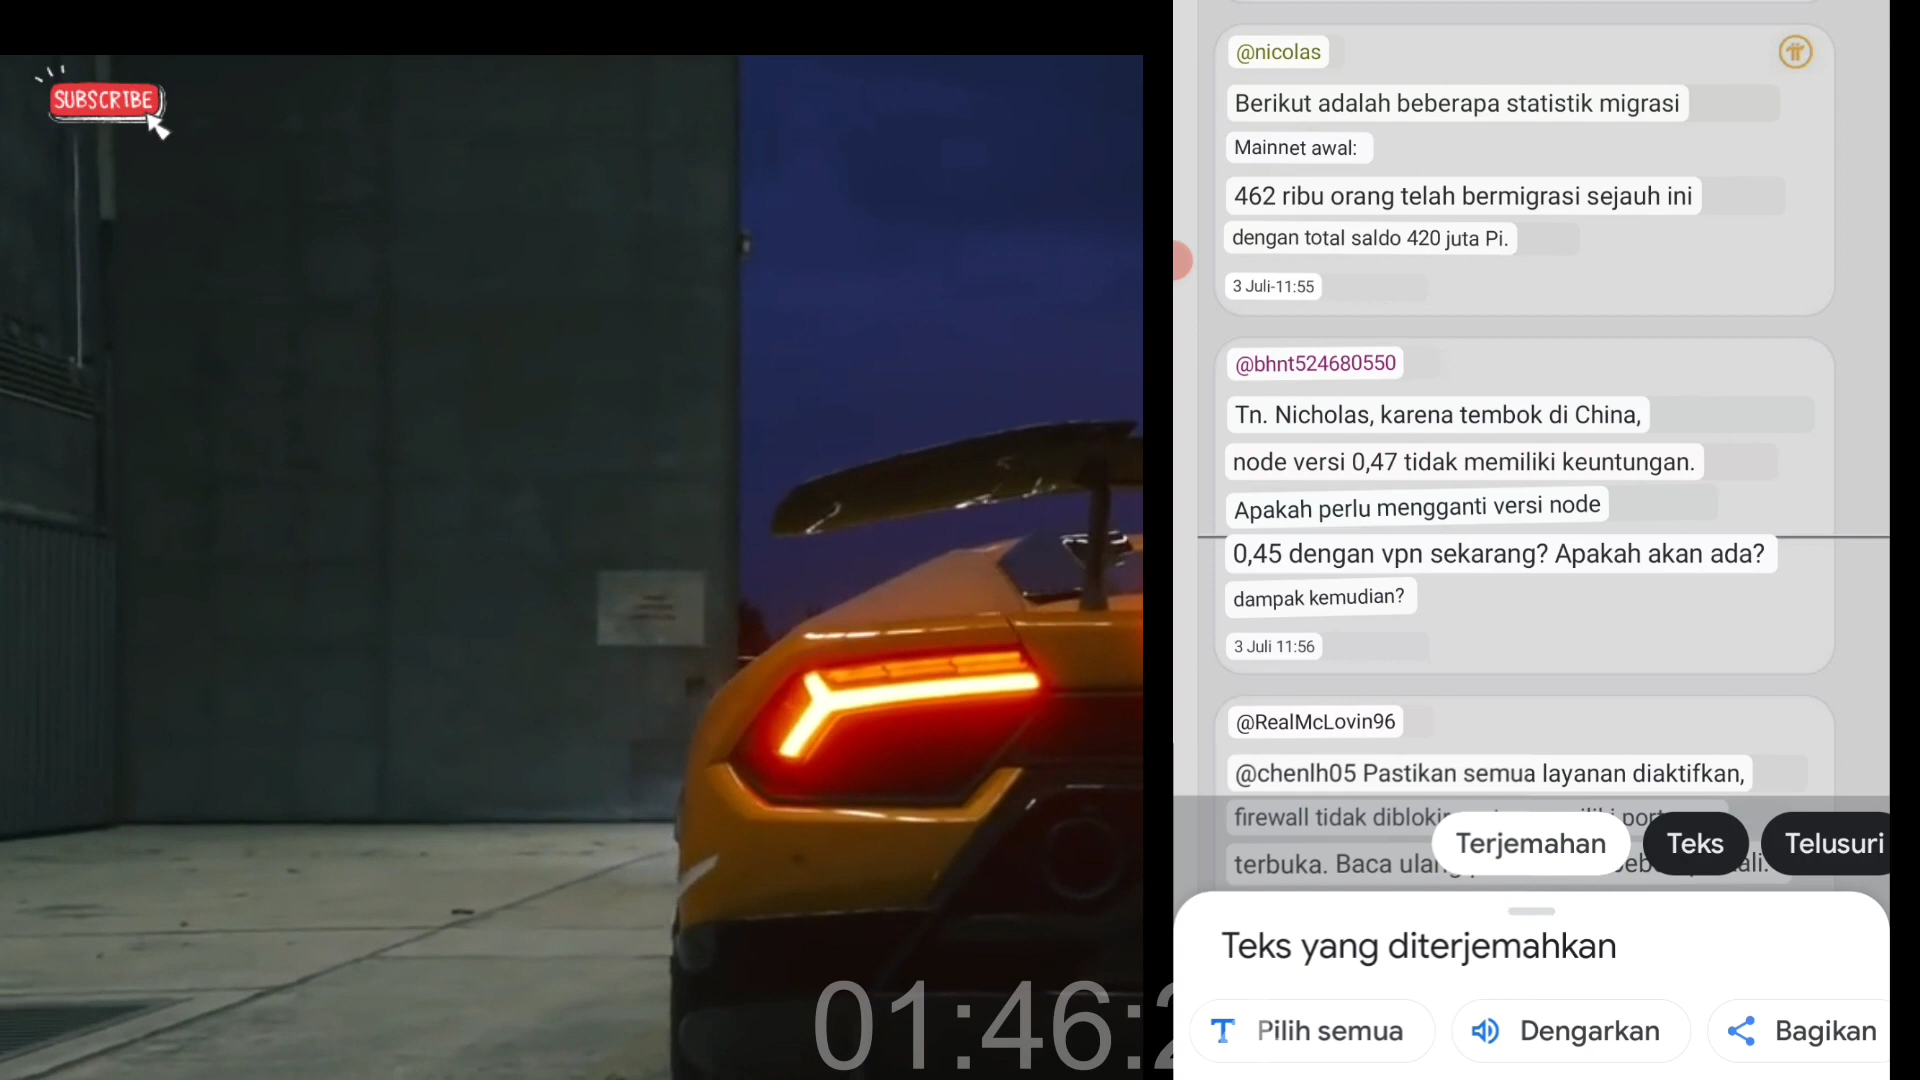 SUBSCRIBE
@nicolas
Berikut adalah beberapa statistik migrasi
Mainnet awal:
462 ribu orang telah bermigrasi sejauh ini
dengan total saldo 420 juta Pi.
3 Juli-11:55
@bhnt524680550
Tn. Nicholas, karena tembok di China,
node versi 0,47 tidak memiliki keuntungan.
Apakah perlu mengganti versi node
0,45 dengan vpn sekarang? Apakah akan ada?
dampak kemudian?
3 Juli 11:56
@RealMcLovin96
@chenlh05 Pastikan semua layanan diaktifkan,
firewall tidak
terbuka. Baca
Terjemahan
Teks
Telusuri
Teks yang diterjemahkan
Pilih semua
Dengarkan
Bagikan
01:46: